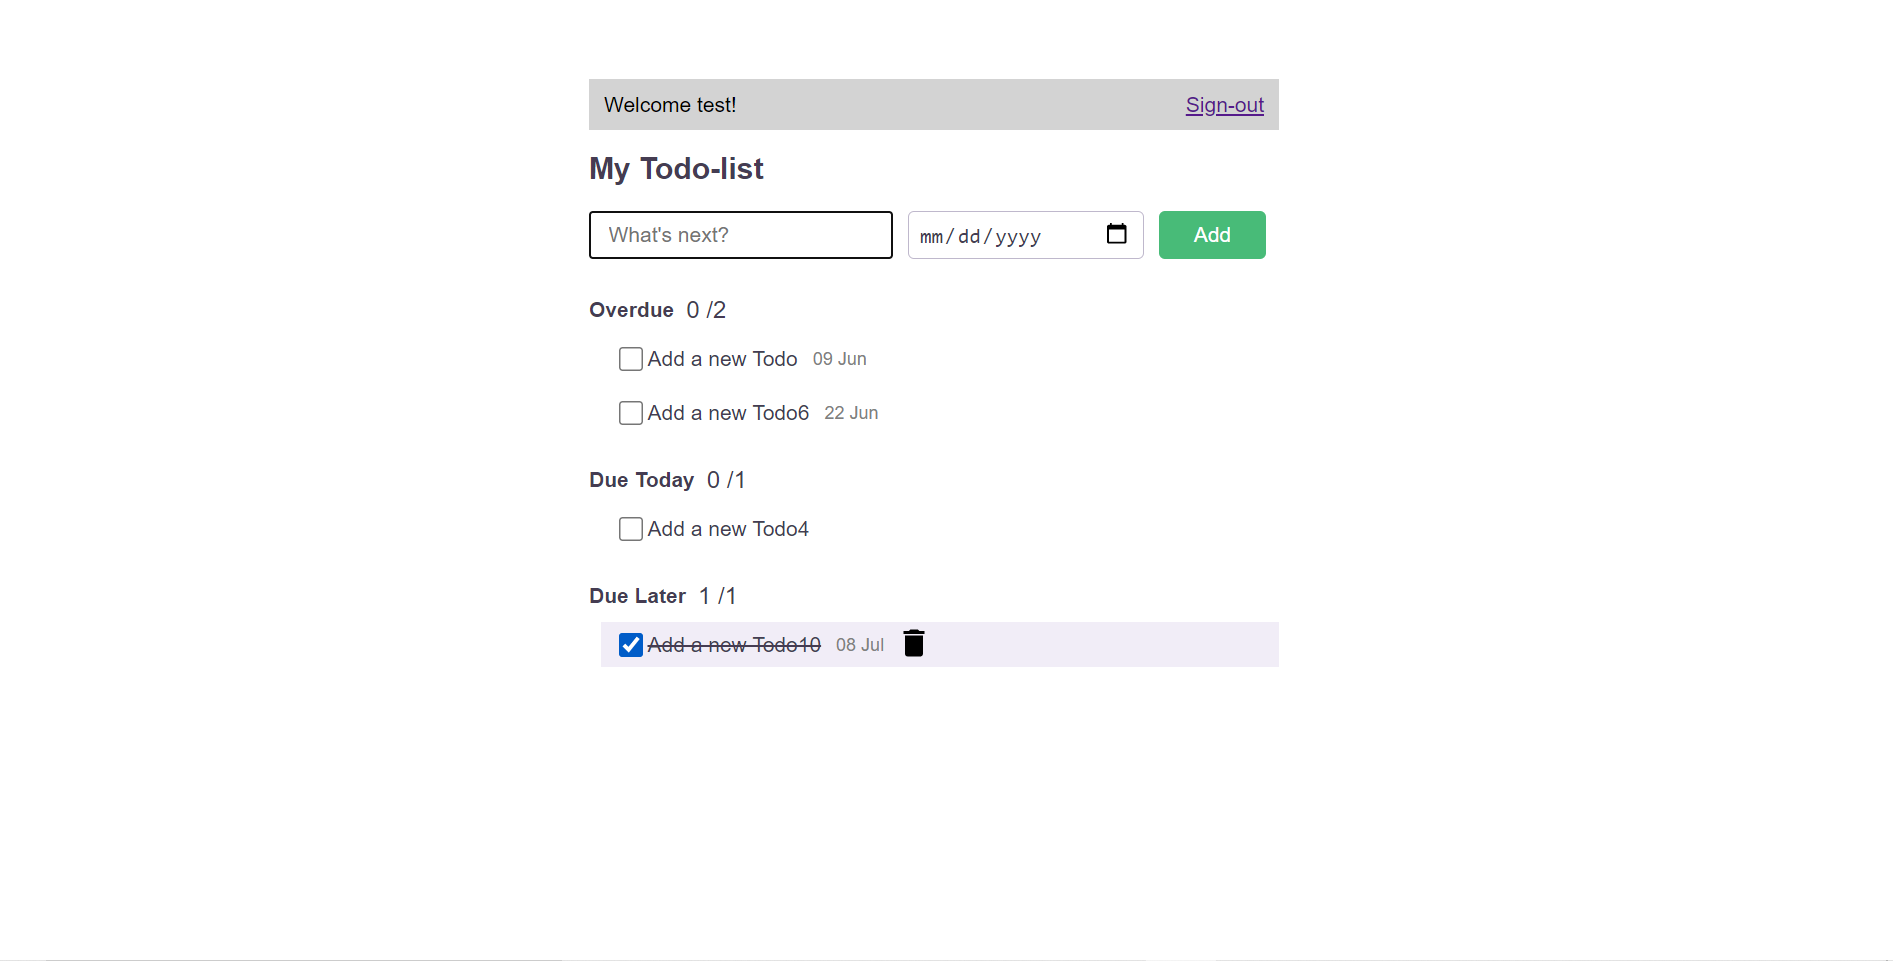 Welcome test! Sign-out
My Todo-list
What's next? mm/dd/yyyy Add
Overdue 0 /2
Add a new Todo 09 Jun
Add a new Todo6 22 Jun
Due Today 0 /1
Add a new Todo4
Due Later 1 /1
Add a new Todo10 08 Jul